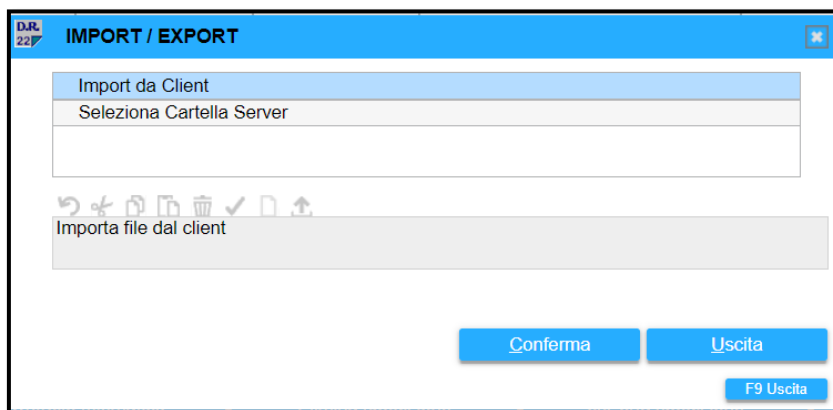 D.R.
22
IMPORT / EXPORT
Import da Client
Seleziona Cartella Server
Importa file dal client
Conferma
Uscita
F9 Uscita